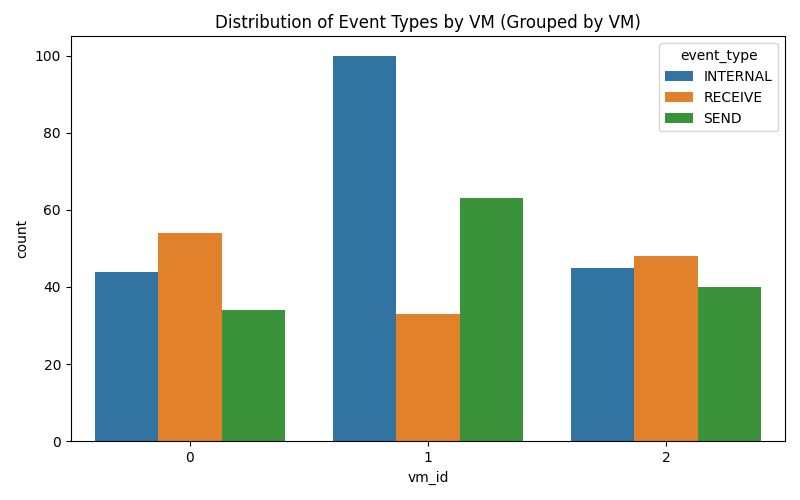 Distribution of Event Types by VM (Grouped by VM)
event_type
INTERNAL
RECEIVE
SEND
count
100
80
60
40
20
0
0 1 2
vm_id